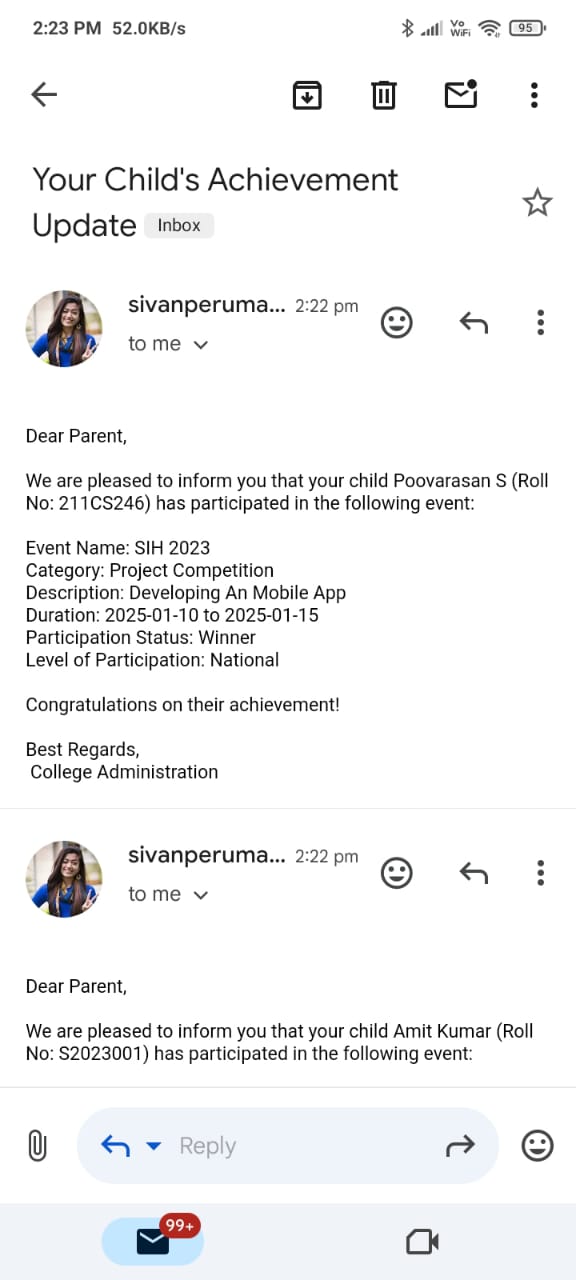 2:23 PM 52.0KB/s Vo WiFi 95
Your Child's Achievement
Update Inbox
sivanperuma... 2:22 pm
to me
Dear Parent,
We are pleased to inform you that your child Poovarasan S (Roll
No: 211CS246) has participated in the following event:
Event Name: SIH 2023
Category: Project Competition
Description: Developing An Mobile App
Duration: 2025-01-10 to 2025-01-15
Participation Status: Winner
Level of Participation: National
Congratulations on their achievement!
Best Regards,
College Administration
sivanperuma... 2:22 pm
to me
Dear Parent,
We are pleased to inform you that your child Amit Kumar (Roll
No: S2023001) has participated in the following event:
Reply
99+